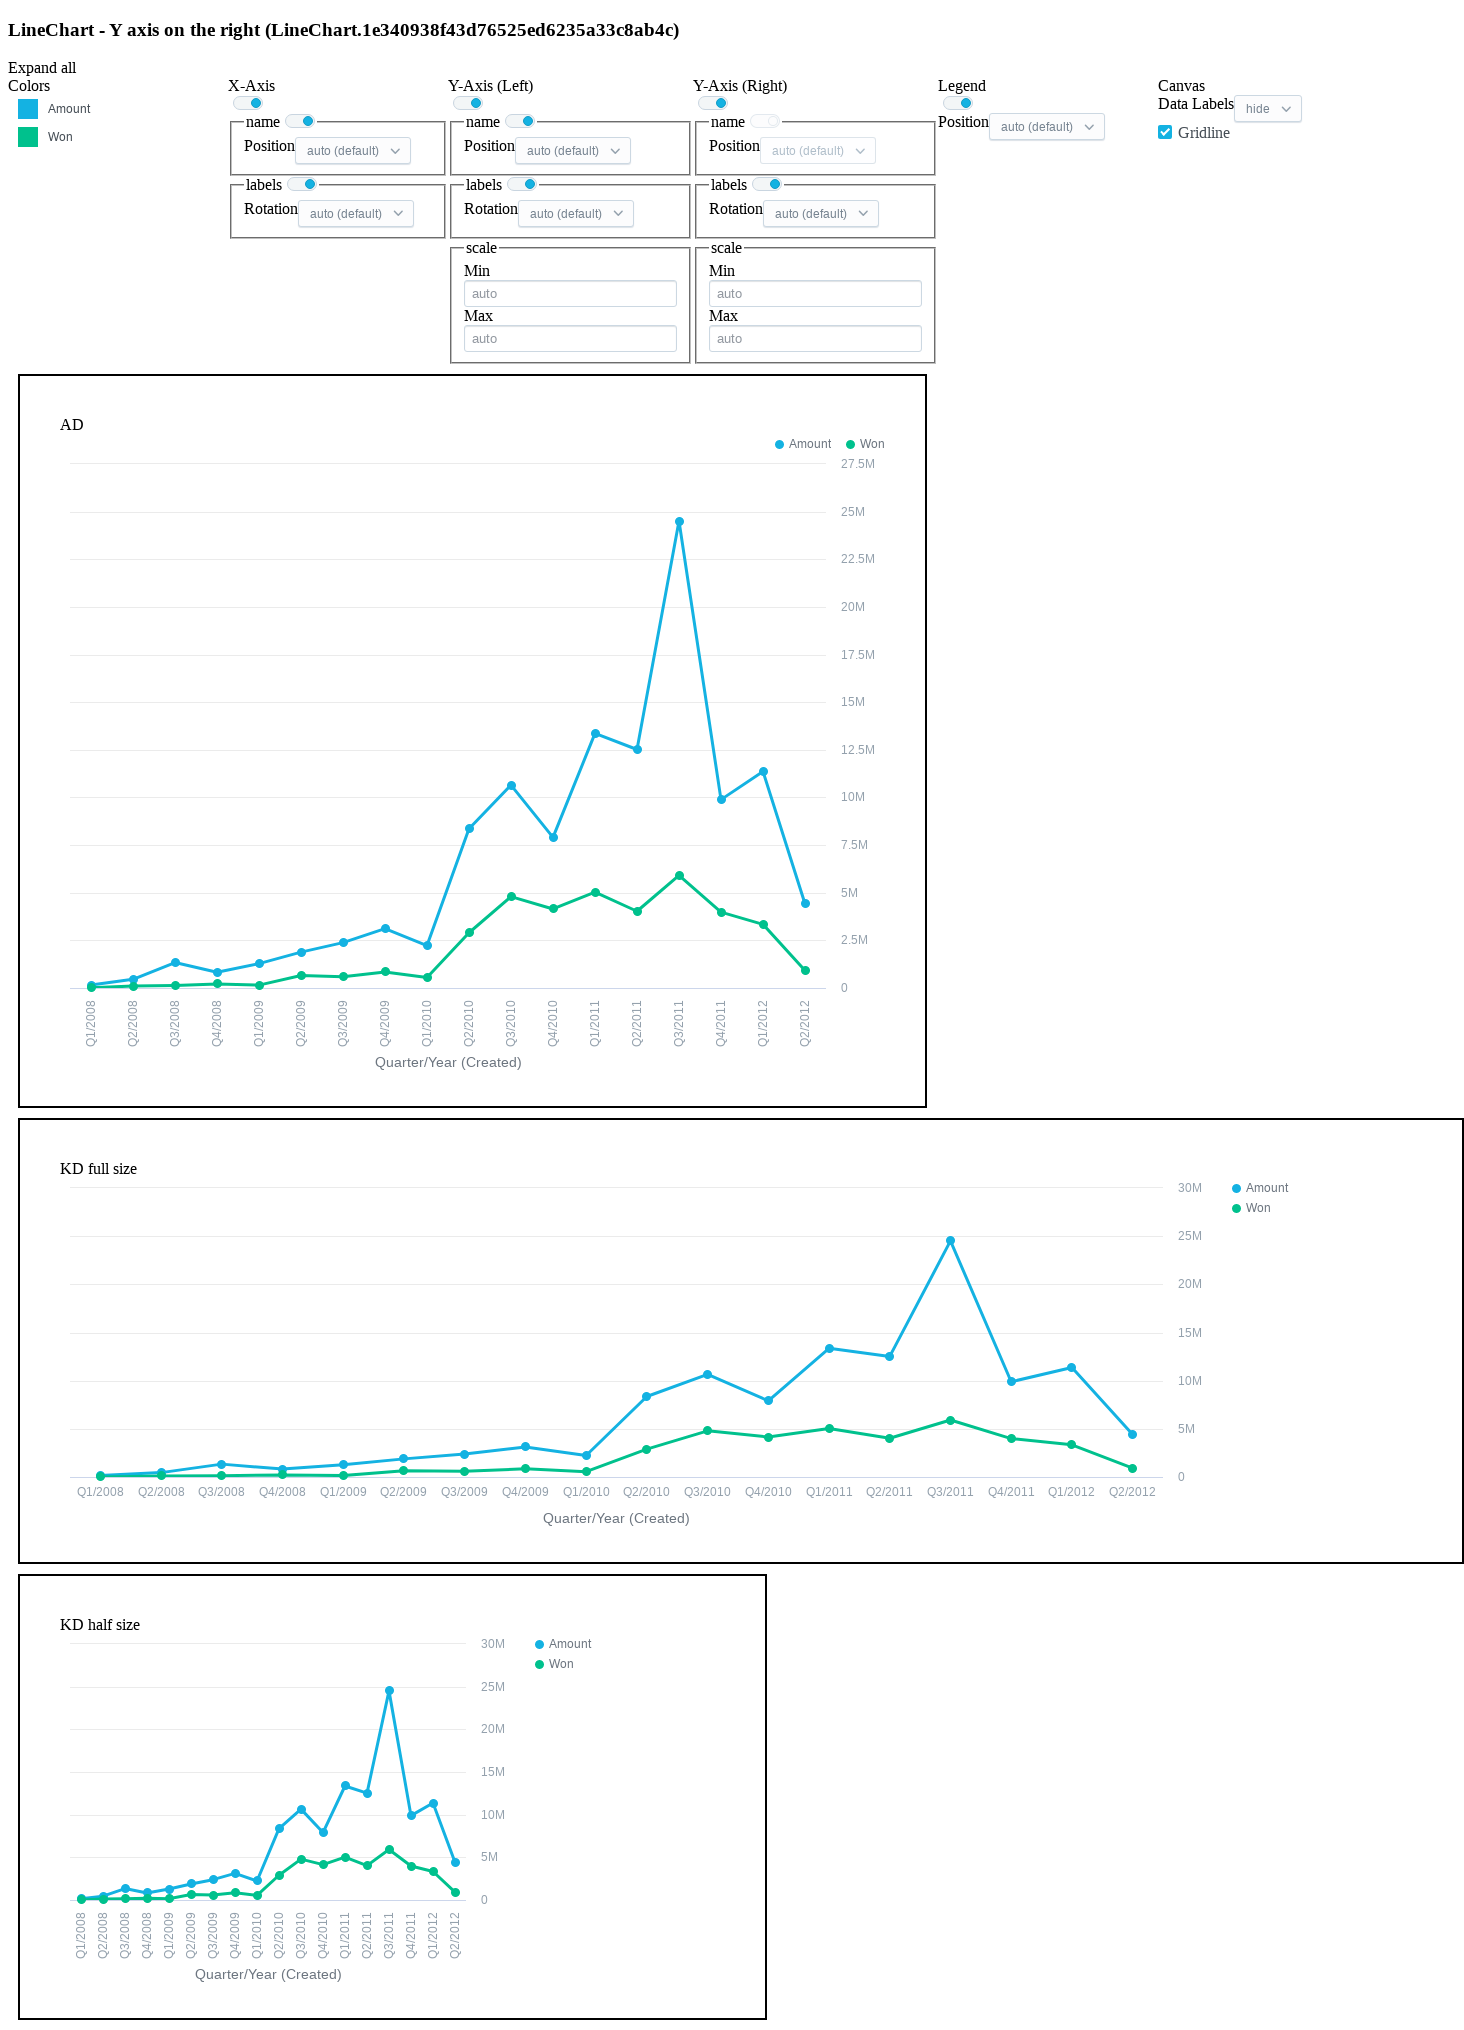 LineChart - Y axis on the right (LineChart.1e340938f43d76525ed6235a33c8ab4c)
Expand all
Colors
Amount
Won
X-Axis
name
Position auto (default)
labels
Rotation auto (default)
Y-Axis (Left)
name
Position auto (default)
labels
Rotation auto (default)
scale
Min
auto
Max
auto
Y-Axis (Right)
name
Position auto (default)
labels
Rotation auto (default)
scale
Min
auto
Max
auto
Legend
Position auto (default)
Canvas
Data Labels hide
Gridline
AD
Amount Won
27.5M
25M
22.5M
20M
17.5M
15M
12.5M
10M
7.5M
5M
2.5M
0
Q1/2008 Q2/2008 Q3/2008 Q4/2008 Q1/2009 Q2/2009 Q3/2009 Q4/2009 Q1/2010 Q2/2010 Q3/2010 Q4/2010 Q1/2011 Q2/2011 Q3/2011 Q4/2011 Q1/2012 Q2/2012
Quarter/Year (Created)
KD full size
Amount
Won
30M
25M
20M
15M
10M
5M
0
Q1/2008 Q2/2008 Q3/2008 Q4/2008 Q1/2009 Q2/2009 Q3/2009 Q4/2009 Q1/2010 Q2/2010 Q3/2010 Q4/2010 Q1/2011 Q2/2011 Q3/2011 Q4/2011 Q1/2012 Q2/2012
Quarter/Year (Created)
KD half size
Amount
Won
30M
25M
20M
15M
10M
5M
0
Q1/2008 Q2/2008 Q3/2008 Q4/2008 Q1/2009 Q2/2009 Q3/2009 Q4/2009 Q1/2010 Q2/2010 Q3/2010 Q4/2010 Q1/2011 Q2/2011 Q3/2011 Q4/2011 Q1/2012 Q2/2012
Quarter/Year (Created)